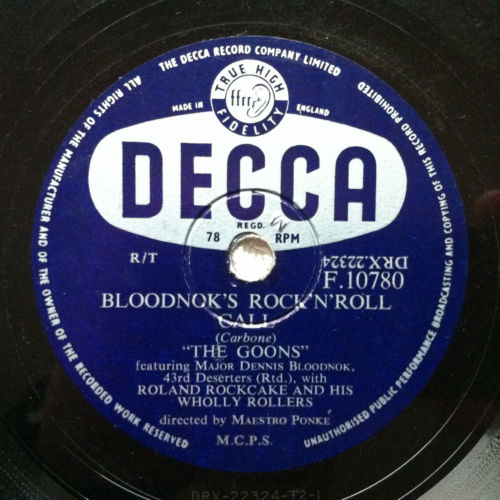 THE DECCA RECORD COMPANY LIMITED
ALL RIGHTS OF THE MANUFACTURER AND OF THE OWNER OF THE RECORDED WORK RESERVED
UNAUTHORISED PUBLIC PERFORMANCE BROADCASTING AND COPYING OF THIS RECORD PROHIBITED
TRUE HIGH
ffrr
FIDELITY
MADE IN ENGLAND
DECCA
REGD.
78 RPM
R/T
DRX.22324
F.10780
BLOODNOK'S ROCK'N'ROLL
CALL
(Carbone)
"THE GOONS"
featuring MAJOR DENNIS BLOODNOK,
43rd Deserters (Rtd.), with
ROLAND ROCKCAKE AND HIS
WHOLLY ROLLERS
directed by MAESTRO PONKE
M.C.P.S.
DRX-22324-T2